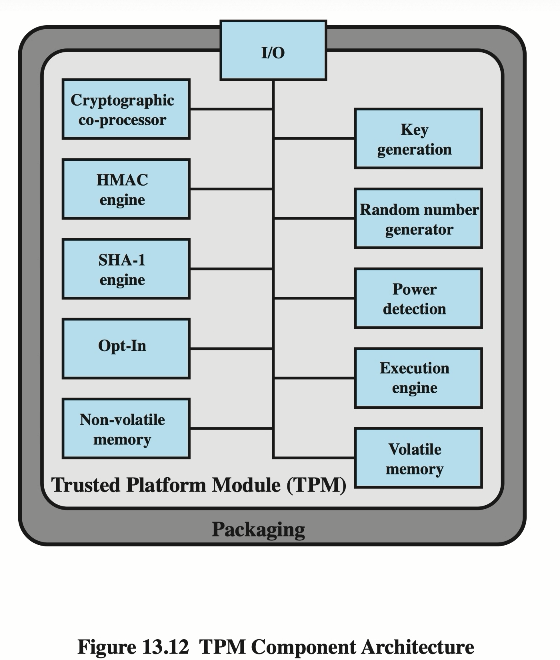 I/O
Cryptographic
co-processor
Key
generation
HMAC
engine
Random number
generator
SHA-1
engine
Power
detection
Opt-In
Execution
engine
Non-volatile
memory
Volatile
memory
Trusted Platform Module (TPM)
Packaging
Figure 13.12 TPM Component Architecture